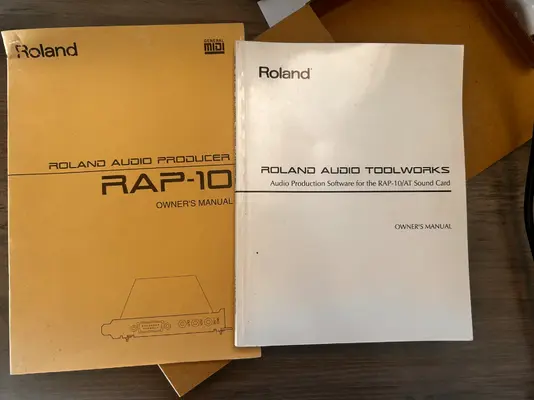 Roland
GENERAL
MIDI
ROLAND AUDIO PRODUCER
RAP-10
OWNER'S MANUAL
Roland
ROLAND AUDIO TOOLWORKS
Audio Production Software for the RAP-10/AT Sound Card
OWNER'S MANUAL